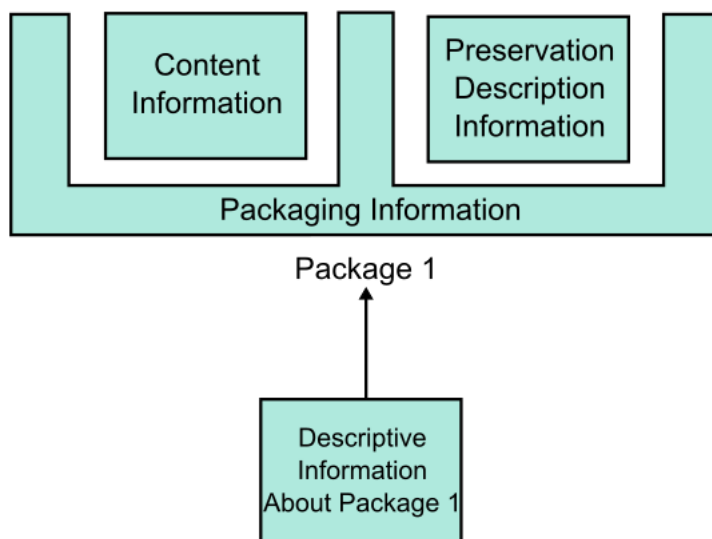 Content
Information
Preservation
Description
Information
Packaging Information
Package 1
Descriptive
Information
About Package 1